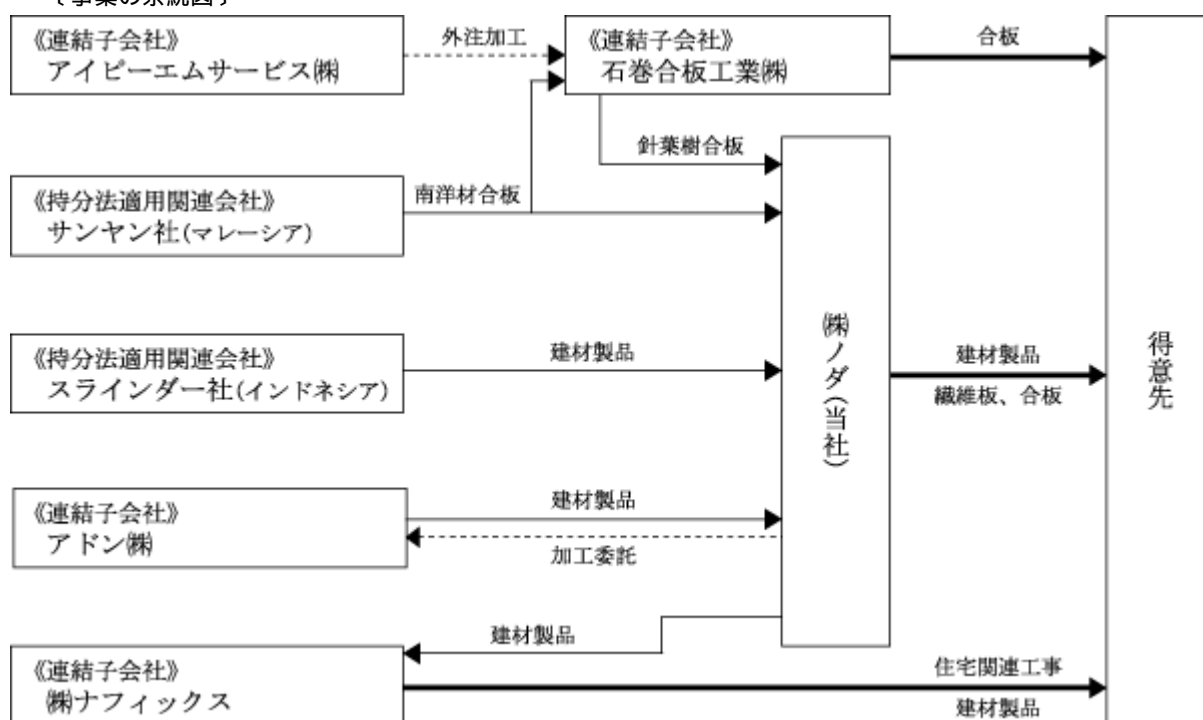 《連結子会社》
アイピーエムサービス㈱
外注加工
《連結子会社》
石巻合板工業㈱
合板
針葉樹合板
《持分法適用関連会社》
サンヤン社(マレーシア)
南洋材合板
《持分法適用関連会社》
スラインダー社(インドネシア)
建材製品
㈱ノダ(当社)
建材製品
繊維板、合板
得意先
《連結子会社》
アドン㈱
建材製品
加工委託
建材製品
《連結子会社》
㈱ナフィックス
住宅関連工事
建材製品